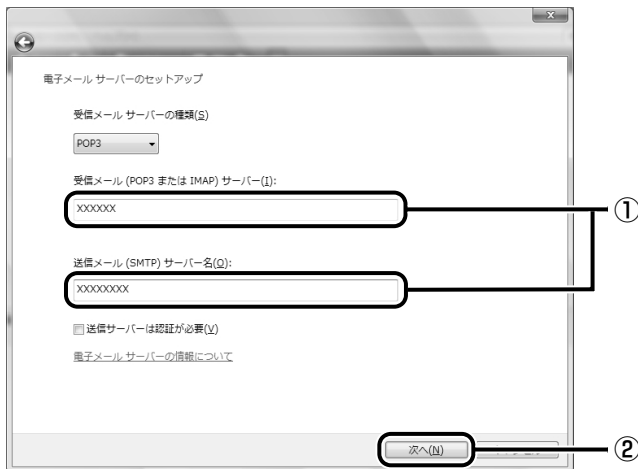 電子メール サーバーのセットアップ
受信メール サーバーの種類(S)
POP3
受信メール (POP3 または IMAP) サーバー(I):
XXXXXX
①
送信メール (SMTP) サーバー名(O):
XXXXXXXX
送信サーバーは認証が必要(V)
電子メール サーバーの情報について
次へ(N)
②